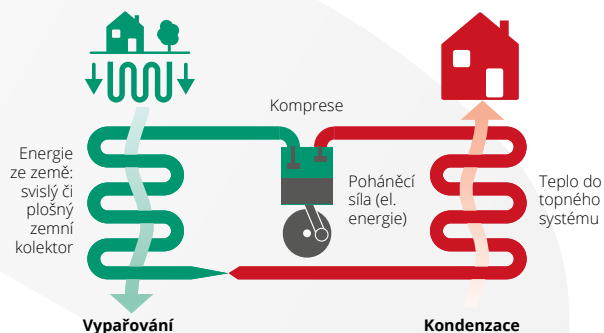 Komprese
Energie
ze země:
svislý či
plošný
zemní
kolektor
Poháněcí
síla (el.
energie)
Teplo do
topného
systému
Vypařování
Kondenzace